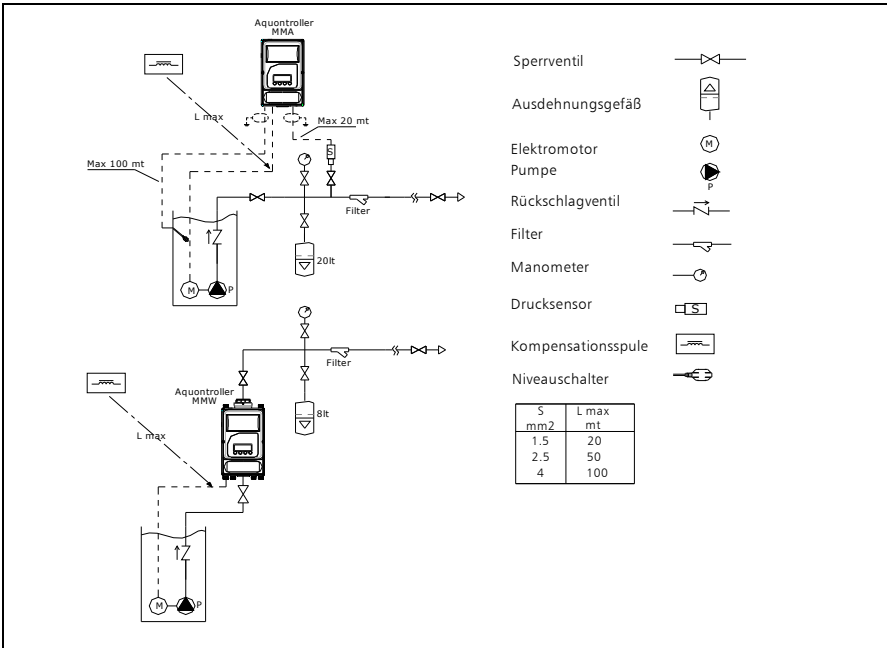 Aquontroller
MMA
L max
Max 20 mt
S
Max 100 mt
Filter
20lt
M
P
Filter
Aquontroller
MMW
8lt
L max
M
P
Sperrventil
Ausdehnungsgefäß
Elektromotor
M
Pumpe
P
Rückschlagventil
Filter
Manometer
Drucksensor
S
Kompensationsspule
Niveauschalter
S L max
mm2 mt
1.5 20
2.5 50
4 100